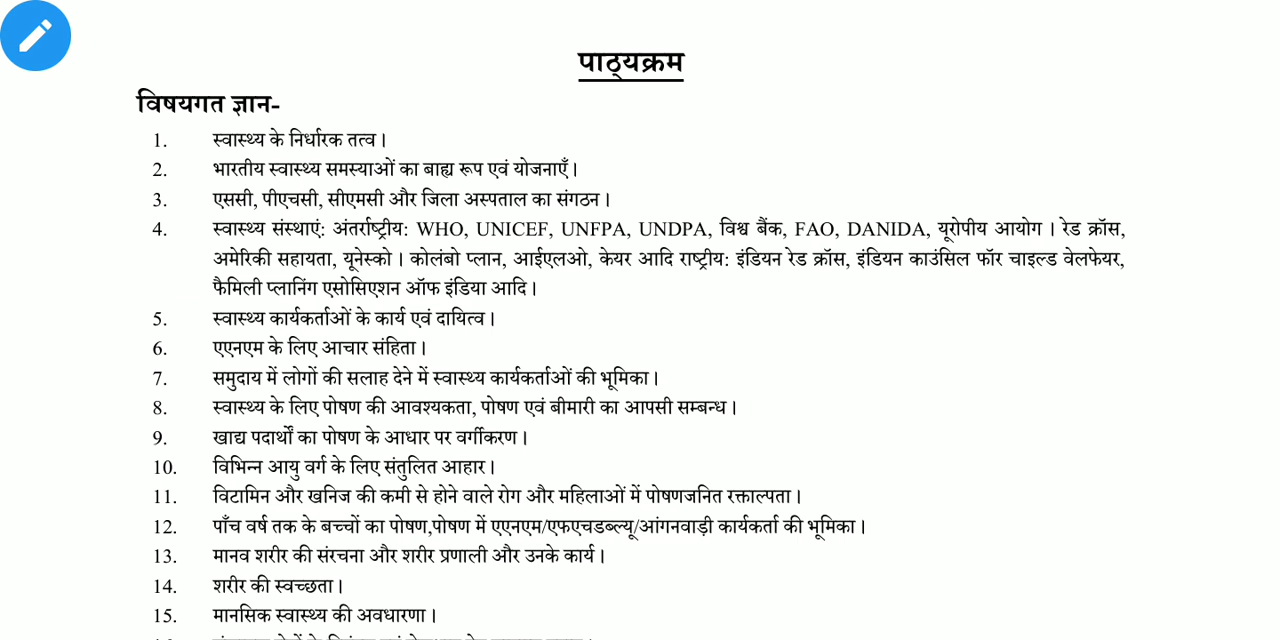 पाठ्यक्रम
विषयगत ज्ञान-
1. स्वास्थ्य के निर्धारक तत्व।
2. भारतीय स्वास्थ्य समस्याओं का बाह्य रूप एवं योजनाएँ।
3. एससी, पीएचसी, सीएमसी और जिला अस्पताल का संगठन।
4. स्वास्थ्य संस्थाएं: अंतर्राष्ट्रीय: WHO, UNICEF, UNFPA, UNDPA, विश्व बैंक, FAO, DANIDA, यूरोपीय आयोग। रेड क्रॉस,
अमेरिकी सहायता, यूनेस्को। कोलंबो प्लान, आईएलओ, केयर आदि राष्ट्रीय: इंडियन रेड क्रॉस, इंडियन काउंसिल फॉर चाइल्ड वेलफेयर,
फैमिली प्लानिंग एसोसिएशन ऑफ इंडिया आदि।
5. स्वास्थ्य कार्यकर्ताओं के कार्य एवं दायित्व।
6. एएनएम के लिए आचार संहिता।
7. समुदाय में लोगों की सलाह देने में स्वास्थ्य कार्यकर्ताओं की भूमिका।
8. स्वास्थ्य के लिए पोषण की आवश्यकता, पोषण एवं बीमारी का आपसी सम्बन्ध।
9. खाद्य पदार्थों का पोषण के आधार पर वर्गीकरण।
10. विभिन्न आयु वर्ग के लिए संतुलित आहार।
11. विटामिन और खनिज की कमी से होने वाले रोग और महिलाओं में पोषणजनित रक्ताल्पता।
12. पाँच वर्ष तक के बच्चों का पोषण,पोषण में एएनएम/एफएचडब्ल्यू/आंगनवाड़ी कार्यकर्ता की भूमिका।
13. मानव शरीर की संरचना और शरीर प्रणाली और उनके कार्य।
14. शरीर की स्वच्छता।
15. मानसिक स्वास्थ्य की अवधारणा।